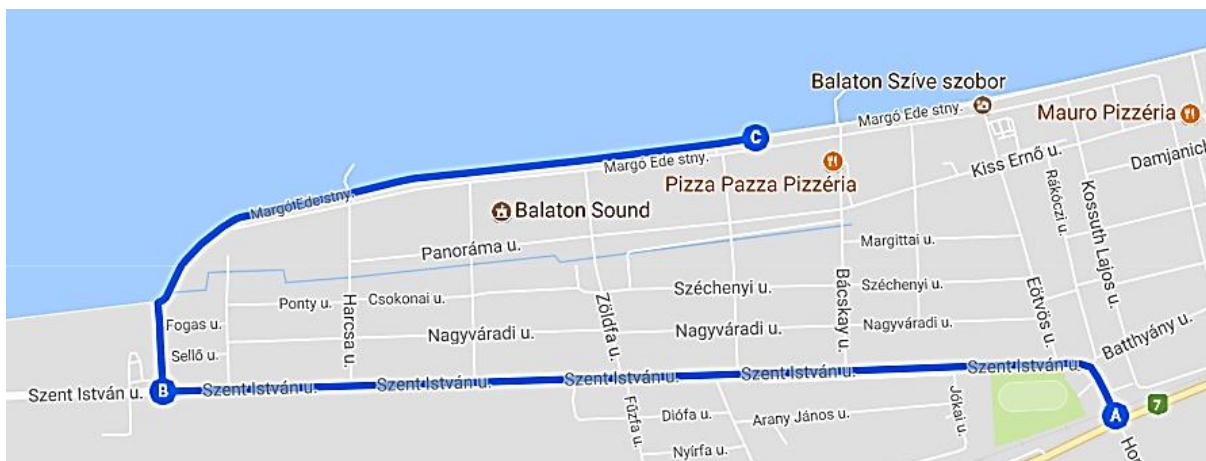 Balaton Szíve szobor
Margó Ede stny.
Mauro Pizzéria
C
Margó Ede stny.
Kiss Ernő u.
Damjanich
Pizza Pazza Pizzéria
Rákóczi u.
Kossuth Lajos u.
Margó Ede stny.
Balaton Sound
Panoráma u.
Margittai u.
Bácskay u.
Eötvös u.
Ponty u.
Csokonai u.
Széchenyi u.
Széchenyi u.
Harcsa u.
Zöldfa u.
Fogas u.
Nagyváradi u.
Nagyváradi u.
Nagyváradi u.
Batthyány u.
Sellő u.
Szent István u.
B
Szent István u.
Szent István u.
Szent István u.
Szent István u.
Szent István u.
Fűzfa u.
Diófa u.
Arany János u.
Jókai u.
A
7
Nyírfa u.